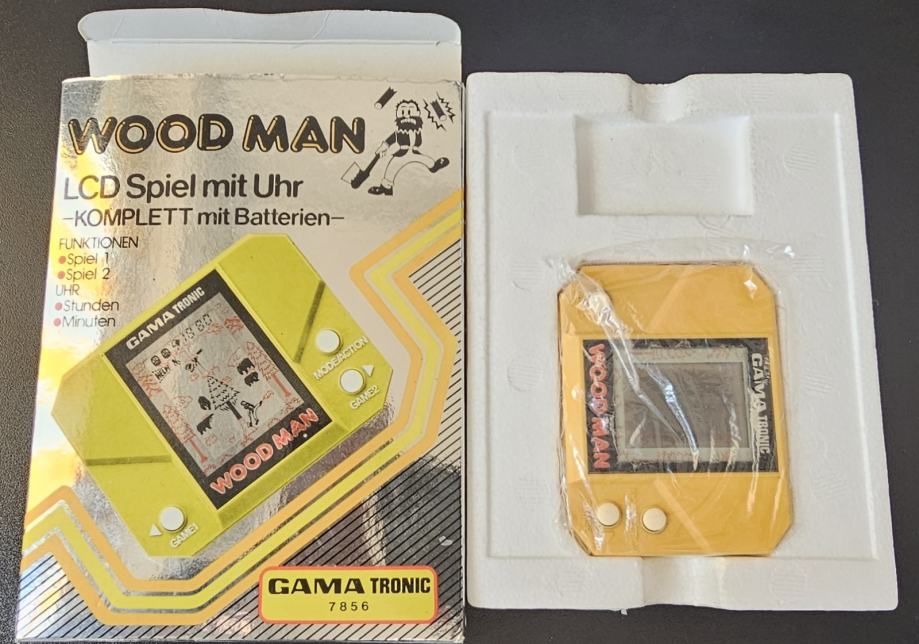 WOOD MAN
LCD Spiel mit Uhr
–KOMPLETT mit Batterien–
FUNKTIONEN
●Spiel 1
●Spiel 2
UHR
●Stunden
●Minuten
GAMA TRONIC
WOOD MAN
MODE/ACTION
GAME2
GAME1
GAMA TRONIC
7856
WOOD MAN
GAMA TRONIC